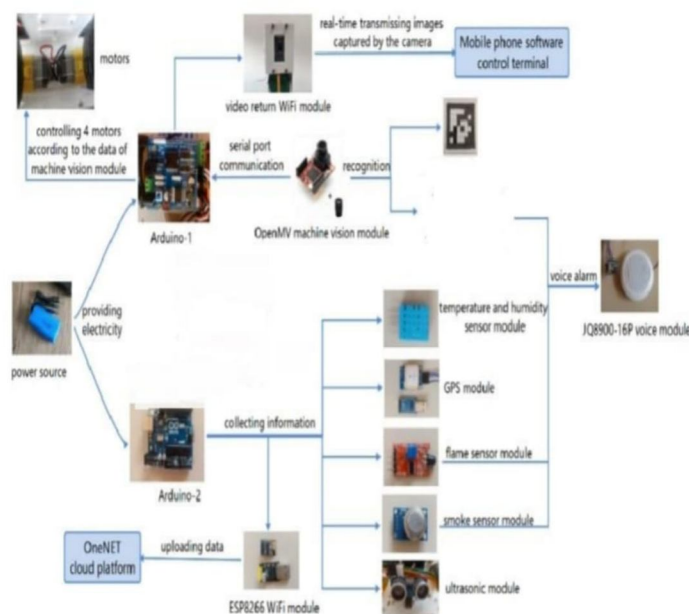 real-time transmissing images
captured by the camera
Mobile phone software
control terminal
motors
video return WiFi module
controlling 4 motors
according to the data of
machine vision module
serial port
communication
recognition
Arduino-1
OpenMV machine vision module
voice alarm
providing
electricity
temperature and humidity
sensor module
JQ8900-16P voice module
power source
GPS module
collecting information
flame sensor module
Arduino-2
smoke sensor module
OneNET
cloud platform
uploading data
ESP8266 WiFi module
ultrasonic module